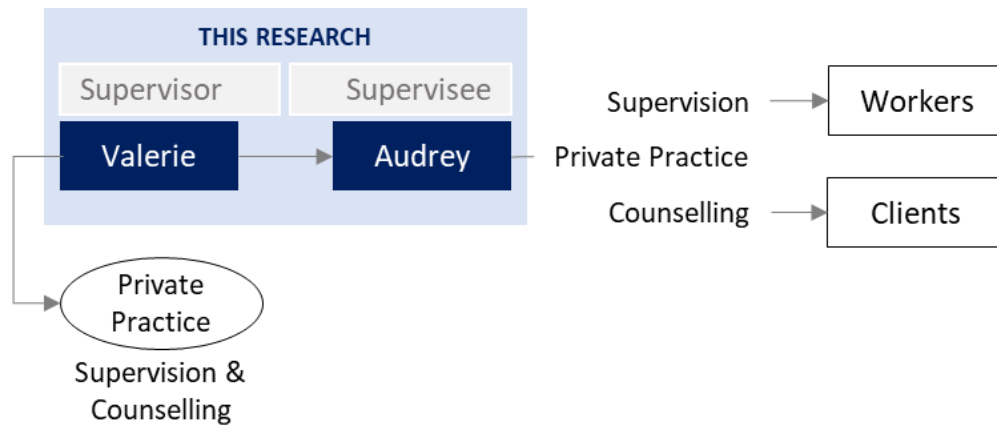 THIS RESEARCH
Supervisor
Supervisee
Valerie
Audrey
Supervision
Workers
Private Practice
Counselling
Clients
Private
Practice
Supervision &
Counselling